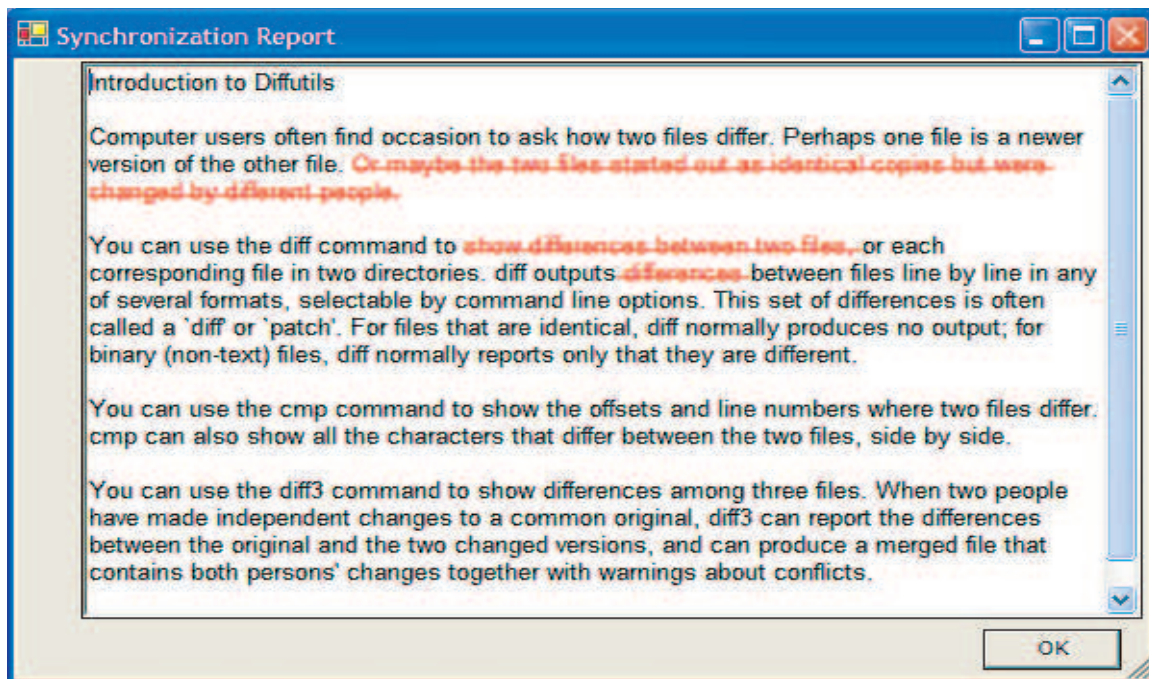 Synchronization Report
Introduction to Diffutils
Computer users often find occasion to ask how two files differ. Perhaps one file is a newer
version of the other file. Or maybe the two files started out as identical copies but were
changed by different people.
You can use the diff command to show differences between two files, or each
corresponding file in two directories. diff outputs differences between files line by line in any
of several formats, selectable by command line options. This set of differences is often
called a `diff' or `patch'. For files that are identical, diff normally produces no output; for
binary (non-text) files, diff normally reports only that they are different.
You can use the cmp command to show the offsets and line numbers where two files differ.
cmp can also show all the characters that differ between the two files, side by side.
You can use the diff3 command to show differences among three files. When two people
have made independent changes to a common original, diff3 can report the differences
between the original and the two changed versions, and can produce a merged file that
contains both persons' changes together with warnings about conflicts.
OK